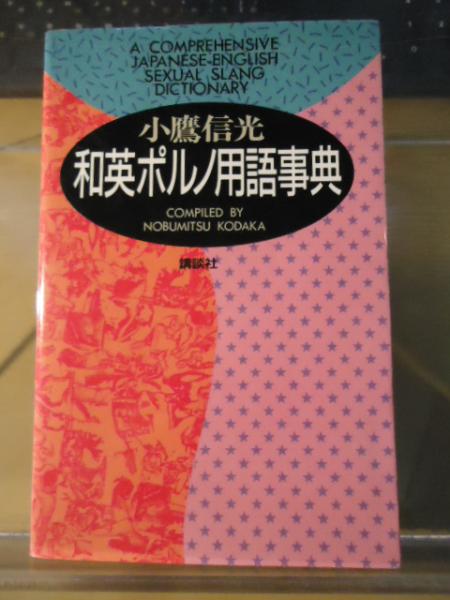 A COMPREHENSIVE
JAPANESE-ENGLISH
SEXUAL SLANG
DICTIONARY
小鷹信光
和英ポルノ用語事典
COMPILED BY
NOBUMITSU KODAKA
講談社